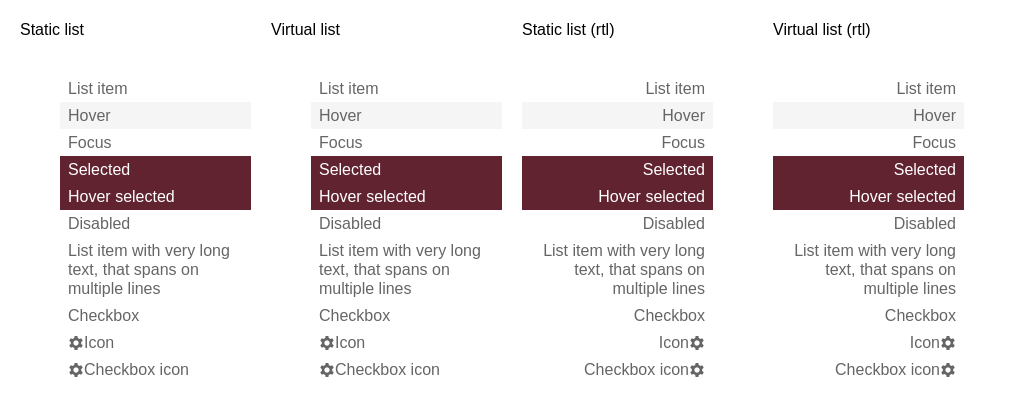 Static list
List item
Hover
Focus
Selected
Hover selected
Disabled
List item with very long
text, that spans on
multiple lines
Checkbox
Icon
Checkbox icon
Virtual list
List item
Hover
Focus
Selected
Hover selected
Disabled
List item with very long
text, that spans on
multiple lines
Checkbox
Icon
Checkbox icon
Static list (rtl)
List item
Hover
Focus
Selected
Hover selected
Disabled
List item with very long
text, that spans on
multiple lines
Checkbox
Icon
Checkbox icon
Virtual list (rtl)
List item
Hover
Focus
Selected
Hover selected
Disabled
List item with very long
text, that spans on
multiple lines
Checkbox
Icon
Checkbox icon